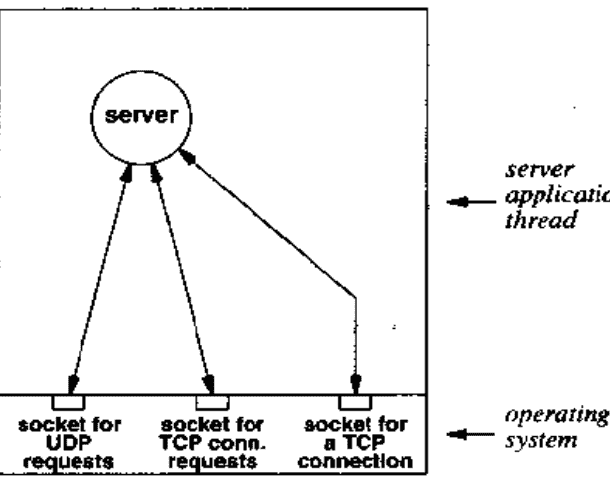 server
server
applicatio
thread
socket for
UDP
requests
socket for
TCP conn.
requests
socket for
a TCP
connection
operating
system